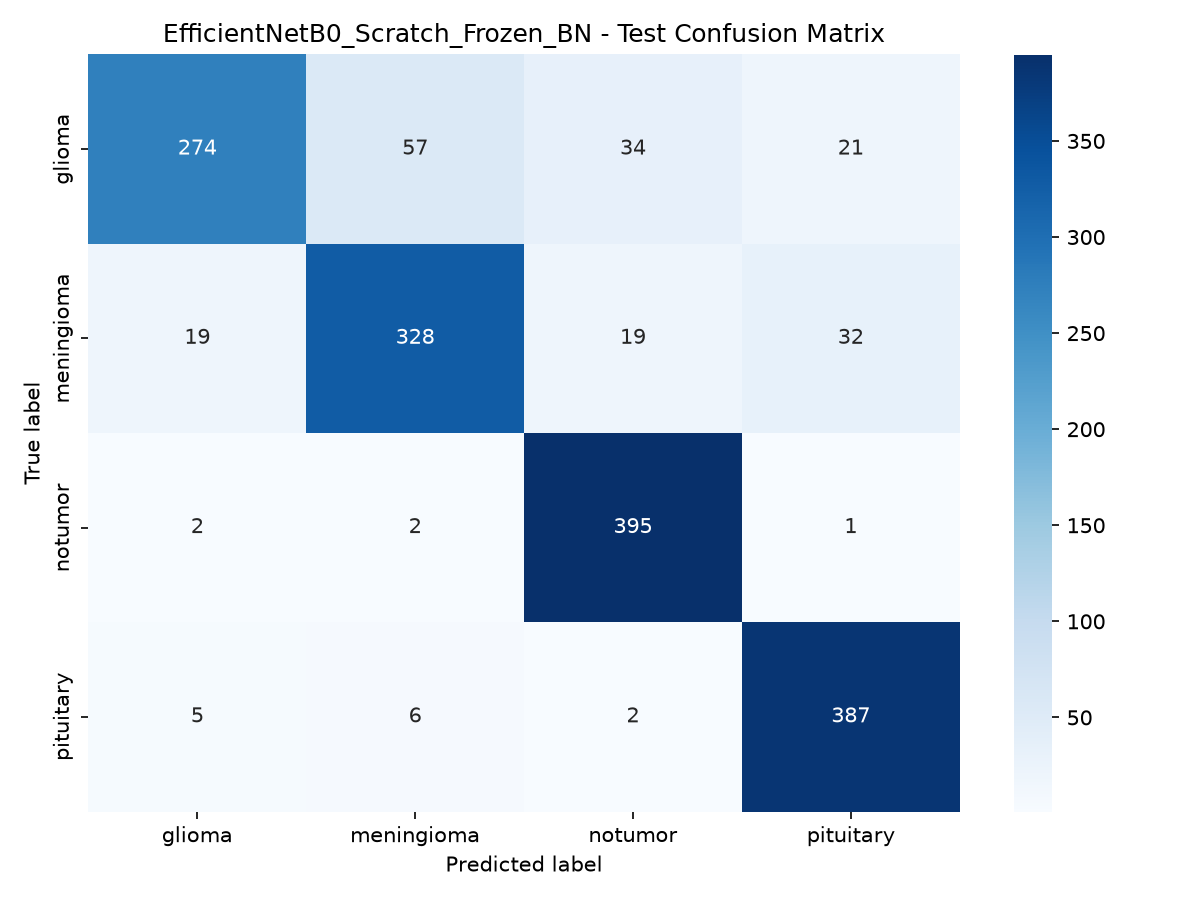 EfficientNetB0_Scratch_Frozen_BN - Test Confusion Matrix
True label
glioma
274 57 34 21
meningioma
19 328 19 32
notumor
2 2 395 1
pituitary
5 6 2 387
glioma meningioma notumor pituitary
Predicted label
350
300
250
200
150
100
50